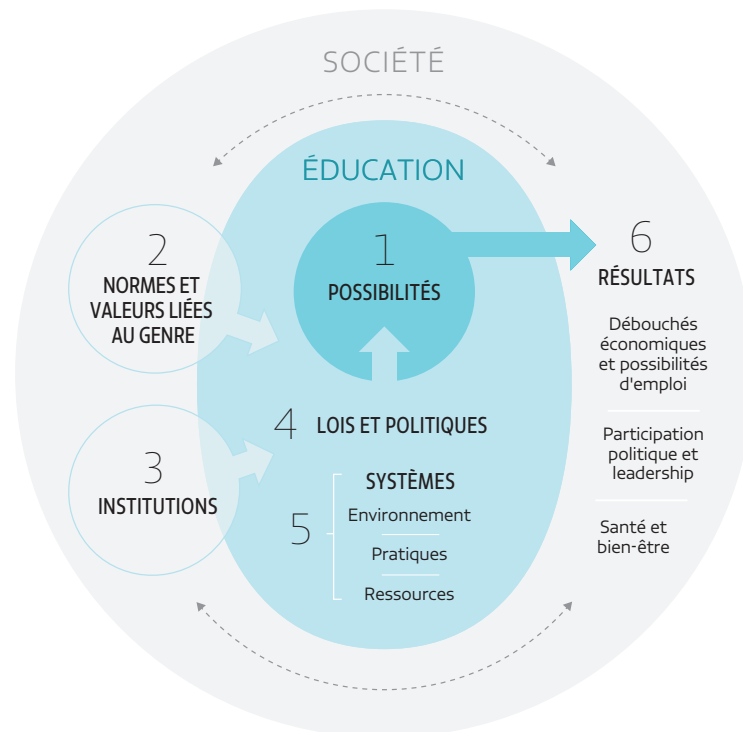 SOCIÉTÉ
ÉDUCATION
1
POSSIBILITÉS
2
NORMES ET
VALEURS LIÉES
AU GENRE
3
INSTITUTIONS
4 LOIS ET POLITIQUES
5
SYSTÈMES
Environnement
Pratiques
Ressources
6
RÉSULTATS
Débouchés
économiques
et possibilités
d'emploi
Participation
politique et
leadership
Santé et
bien-être